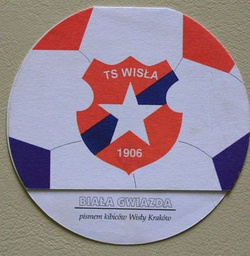 TS WISŁA
1906
BIAŁA GWIAZDA
pismem kibiców Wisły Kraków